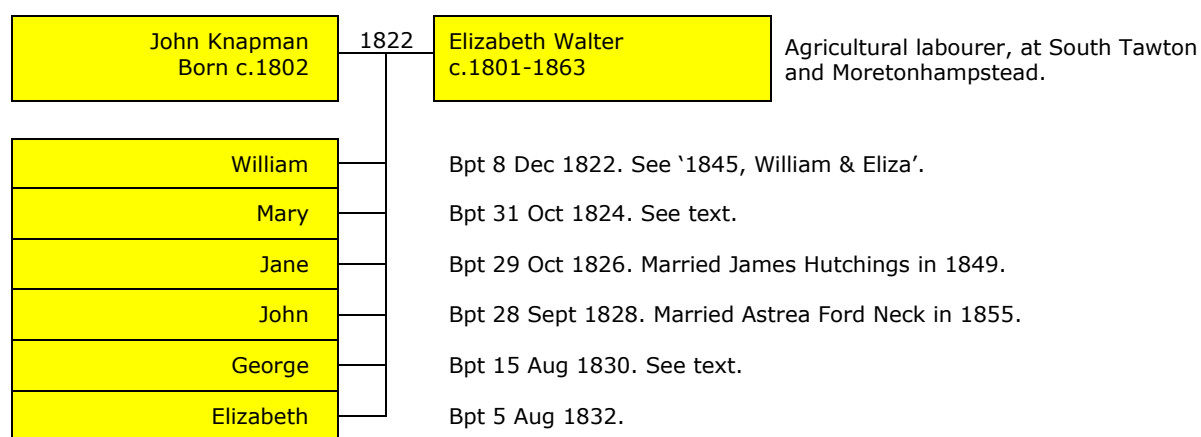 John Knapman
Born c.1802
1822
Elizabeth Walter
c.1801-1863
Agricultural labourer, at South Tawton
and Moretonhampstead.
William
Bpt 8 Dec 1822. See ‘1845, William & Eliza’.
Mary
Bpt 31 Oct 1824. See text.
Jane
Bpt 29 Oct 1826. Married James Hutchings in 1849.
John
Bpt 28 Sept 1828. Married Astrea Ford Neck in 1855.
George
Bpt 15 Aug 1830. See text.
Elizabeth
Bpt 5 Aug 1832.